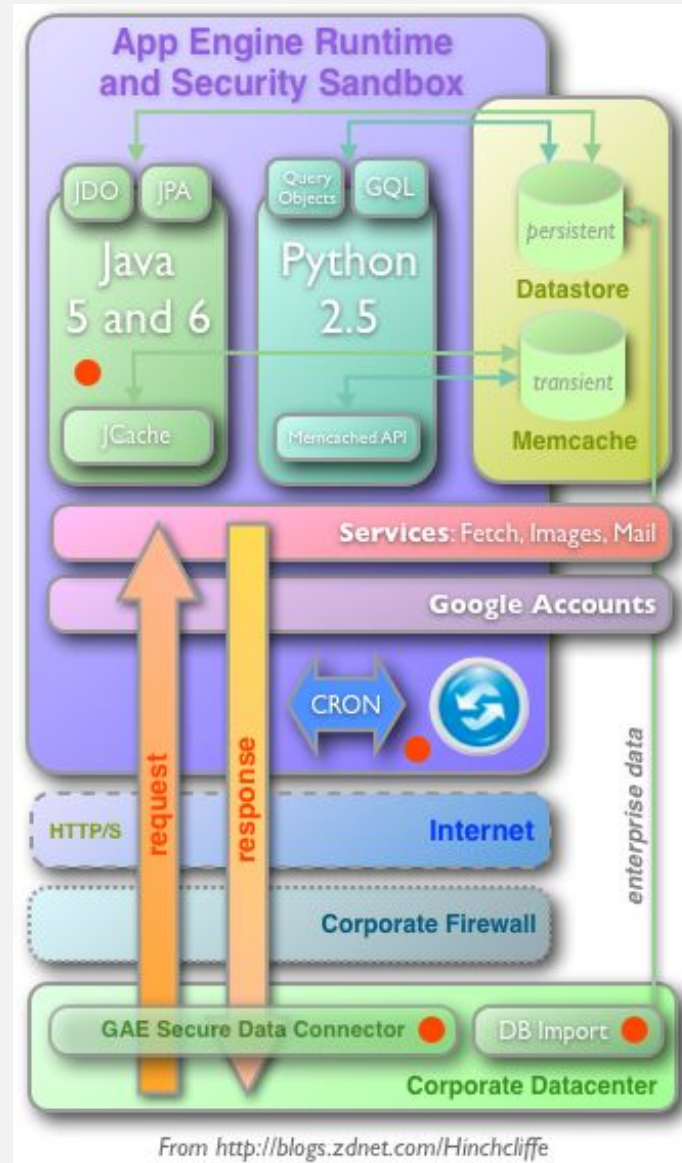 App Engine Runtime
and Security Sandbox
JDO
JPA
Query
Objects
GQL
Java
5 and 6
Python
2.5
persistent
Datastore
transient
Memcache
JCache
Memcached API
Services: Fetch, Images, Mail
Google Accounts
CRON
request
response
enterprise data
HTTP/S
Internet
Corporate Firewall
GAE Secure Data Connector
DB Import
Corporate Datacenter
From http://blogs.zdnet.com/Hinchcliffe